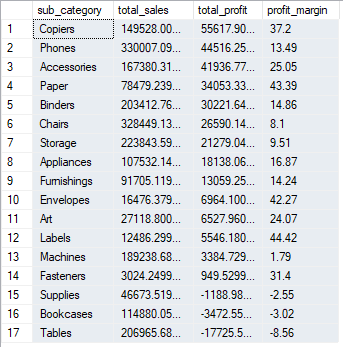 sub_category total_sales total_profit profit_margin
1 Copiers 149528.00... 55617.90... 37.2
2 Phones 330007.09... 44516.25... 13.49
3 Accessories 167380.31... 41936.77... 25.05
4 Paper 78479.239... 34053.33... 43.39
5 Binders 203412.76... 30221.64... 14.86
6 Chairs 328449.13... 26590.14... 8.1
7 Storage 223843.59... 21279.04... 9.51
8 Appliances 107532.14... 18138.06... 16.87
9 Furnishings 91705.119... 13059.25... 14.24
10 Envelopes 16476.379... 6964.100... 42.27
11 Art 27118.800... 6527.960... 24.07
12 Labels 12486.299... 5546.180... 44.42
13 Machines 189238.68... 3384.729... 1.79
14 Fasteners 3024.2499... 949.5299... 31.4
15 Supplies 46673.519... -1188.98... -2.55
16 Bookcases 114880.05... -3472.55... -3.02
17 Tables 206965.68... -17725.5... -8.56